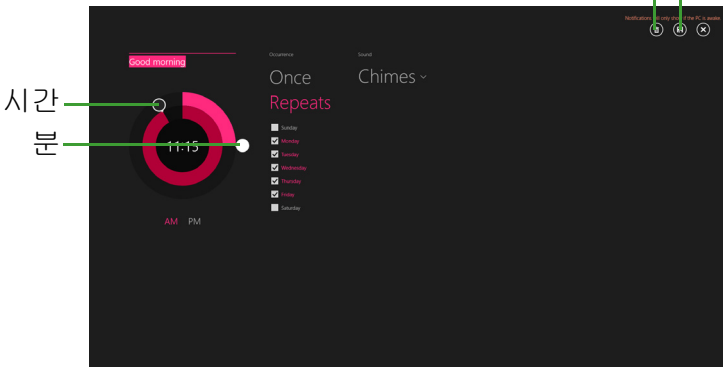 Notifications will only show if the PC is awake.
Good morning
시간
분
11:15
AM PM
Occurrence
Once
Repeats
Sunday
Monday
Tuesday
Wednesday
Thursday
Friday
Saturday
Sound
Chimes